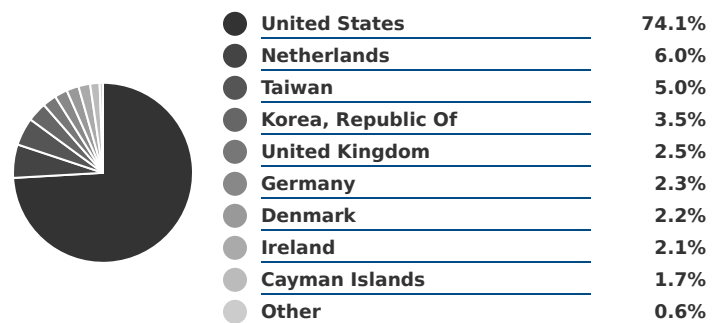 United States 74.1%
Netherlands 6.0%
Taiwan 5.0%
Korea, Republic Of 3.5%
United Kingdom 2.5%
Germany 2.3%
Denmark 2.2%
Ireland 2.1%
Cayman Islands 1.7%
Other 0.6%